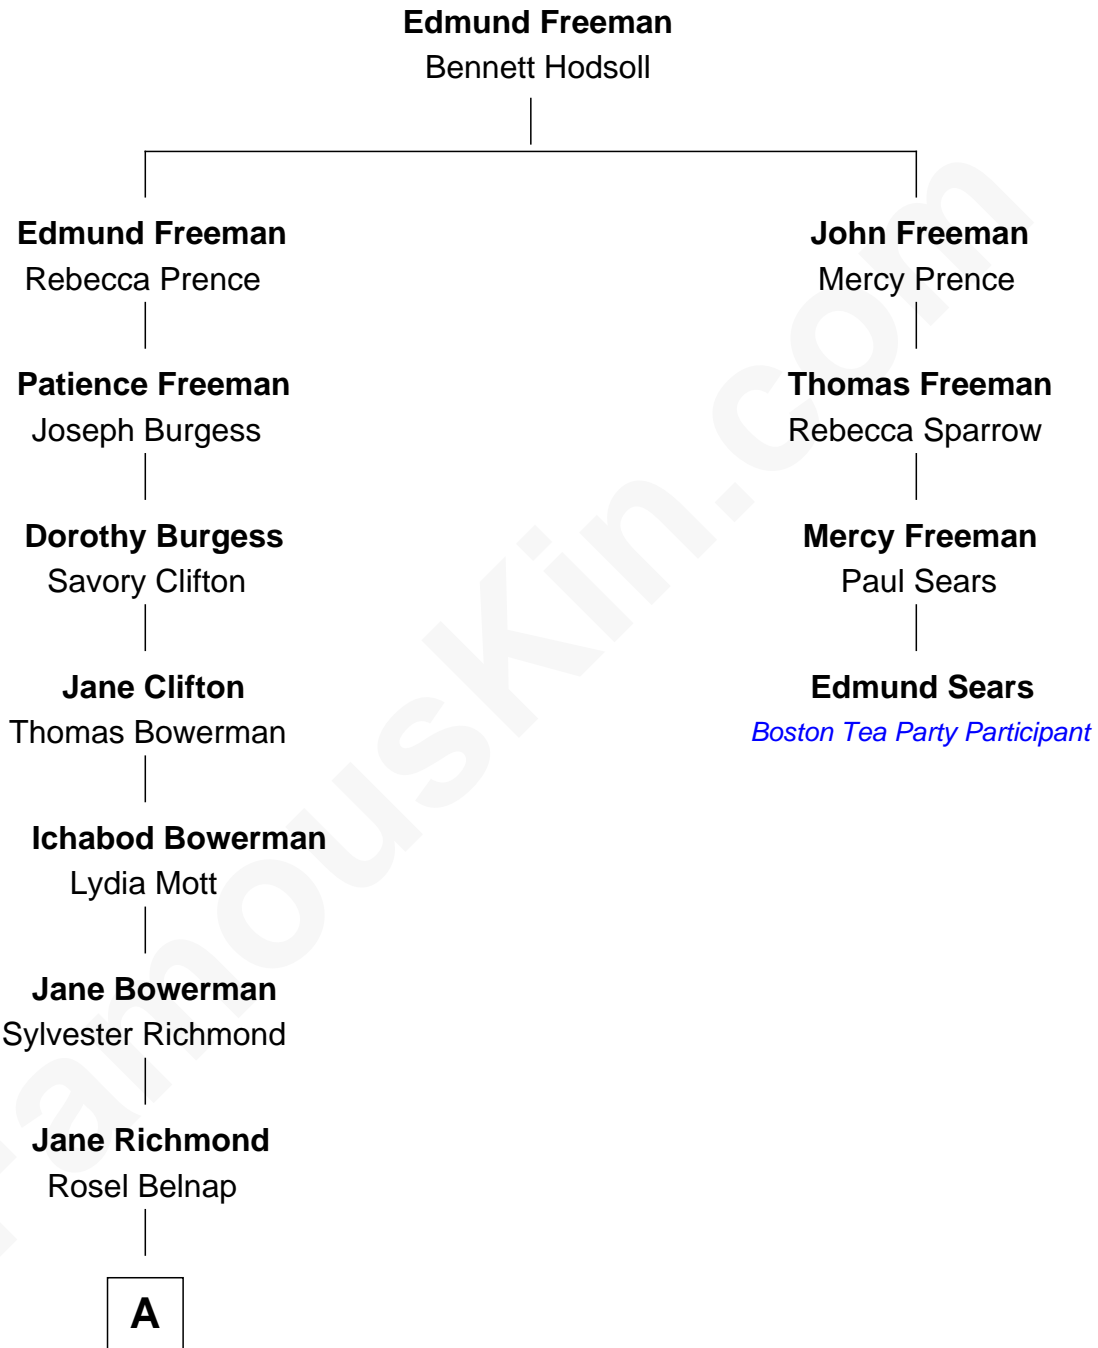 Edmund Freeman
Bennett Hodsoll
Edmund Freeman
Rebecca Prence
Patience Freeman
Joseph Burgess
Dorothy Burgess
Savory Clifton
Jane Clifton
Thomas Bowerman
Ichabod Bowerman
Lydia Mott
Jane Bowerman
Sylvester Richmond
Jane Richmond
Rosel Belnap
A
John Freeman
Mercy Prence
Thomas Freeman
Rebecca Sparrow
Mercy Freeman
Paul Sears
Edmund Sears
Boston Tea Party Participant
FamousKin.com